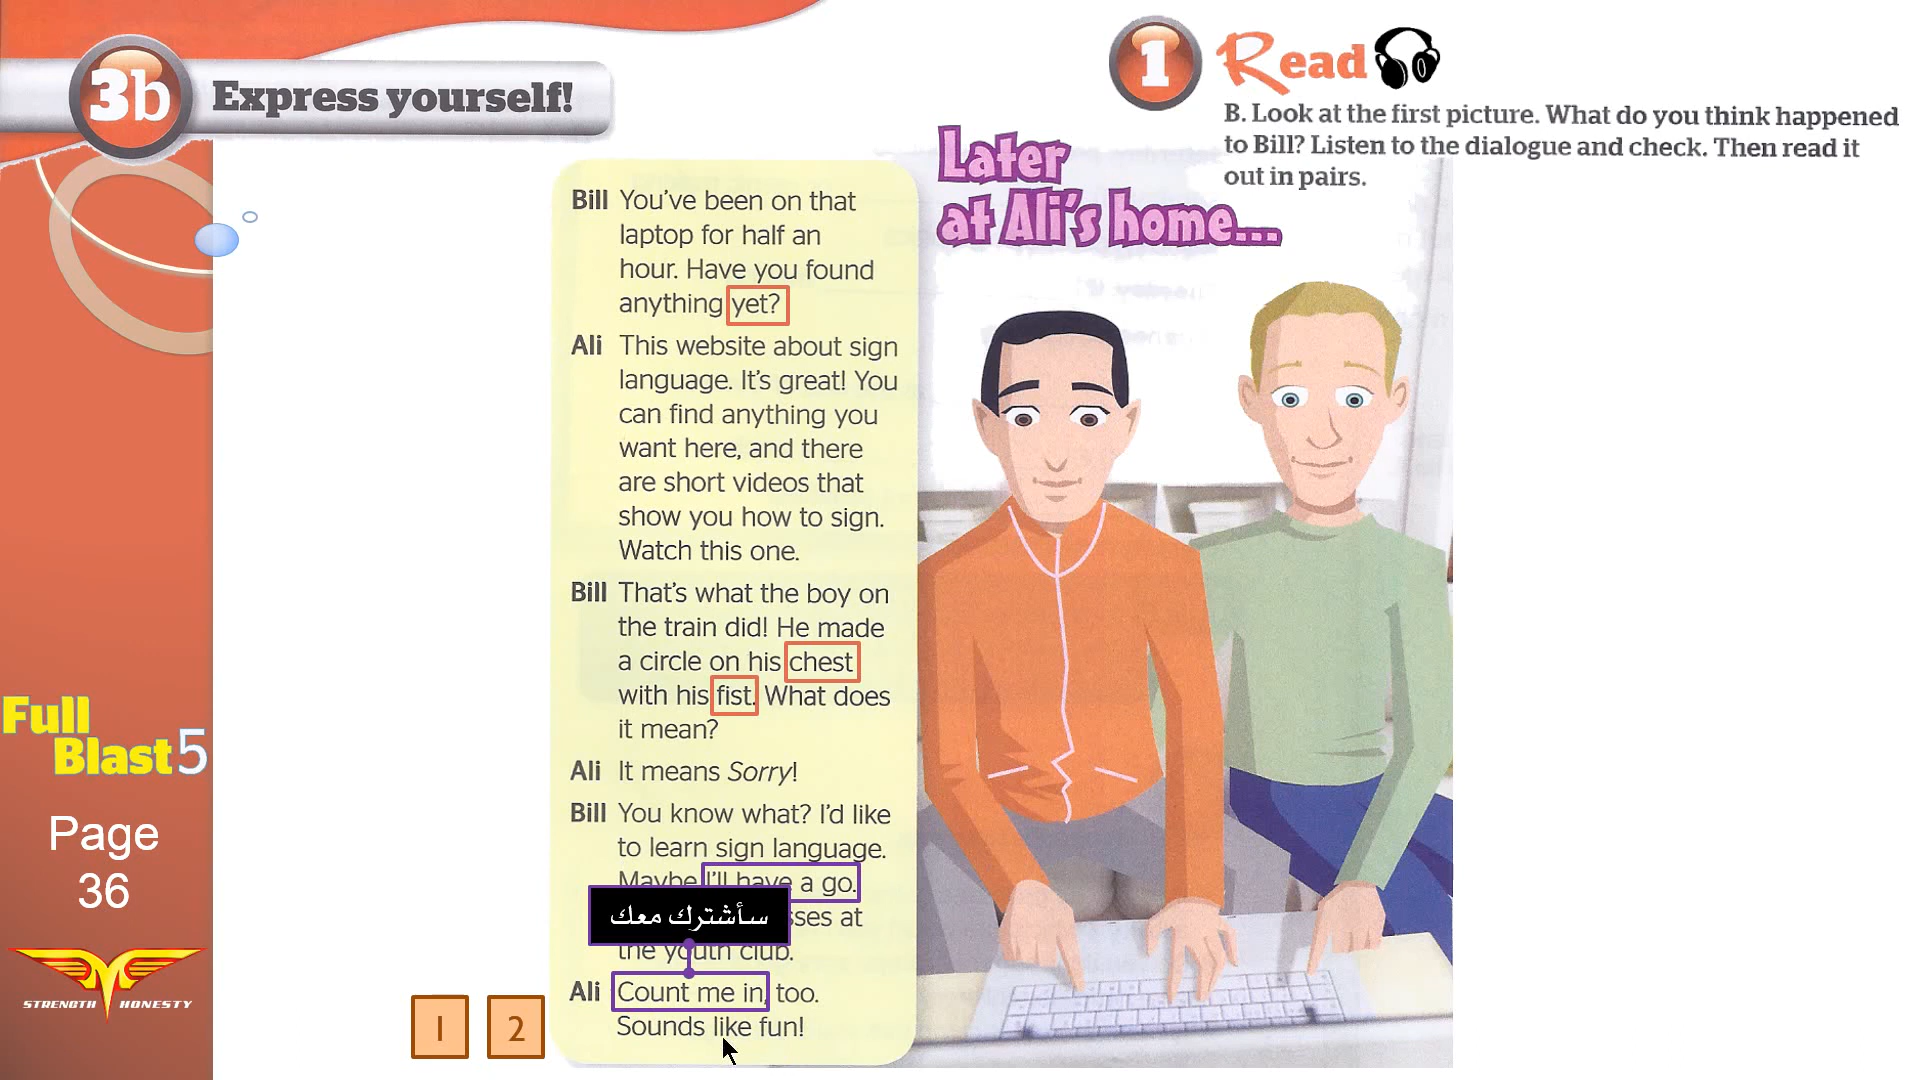 3b Express yourself!
1 Read
B. Look at the first picture. What do you think happened
to Bill? Listen to the dialogue and check. Then read it
out in pairs.
Later
at Ali's home...
Bill You've been on that
laptop for half an
hour. Have you found
anything yet?
Ali This website about sign
language. It's great! You
can find anything you
want here, and there
are short videos that
show you how to sign.
Watch this one.
Bill That's what the boy on
the train did! He made
a circle on his chest
with his fist. What does
it mean?
Ali It means Sorry!
Bill You know what? I'd like
to learn sign language.
Maybe I'll have a go.
سأشترك معك
sses at
the youth club.
Ali Count me in, too.
Sounds like fun!
1 2
Full
Blast 5
Page
36
STRENGTH HONESTY